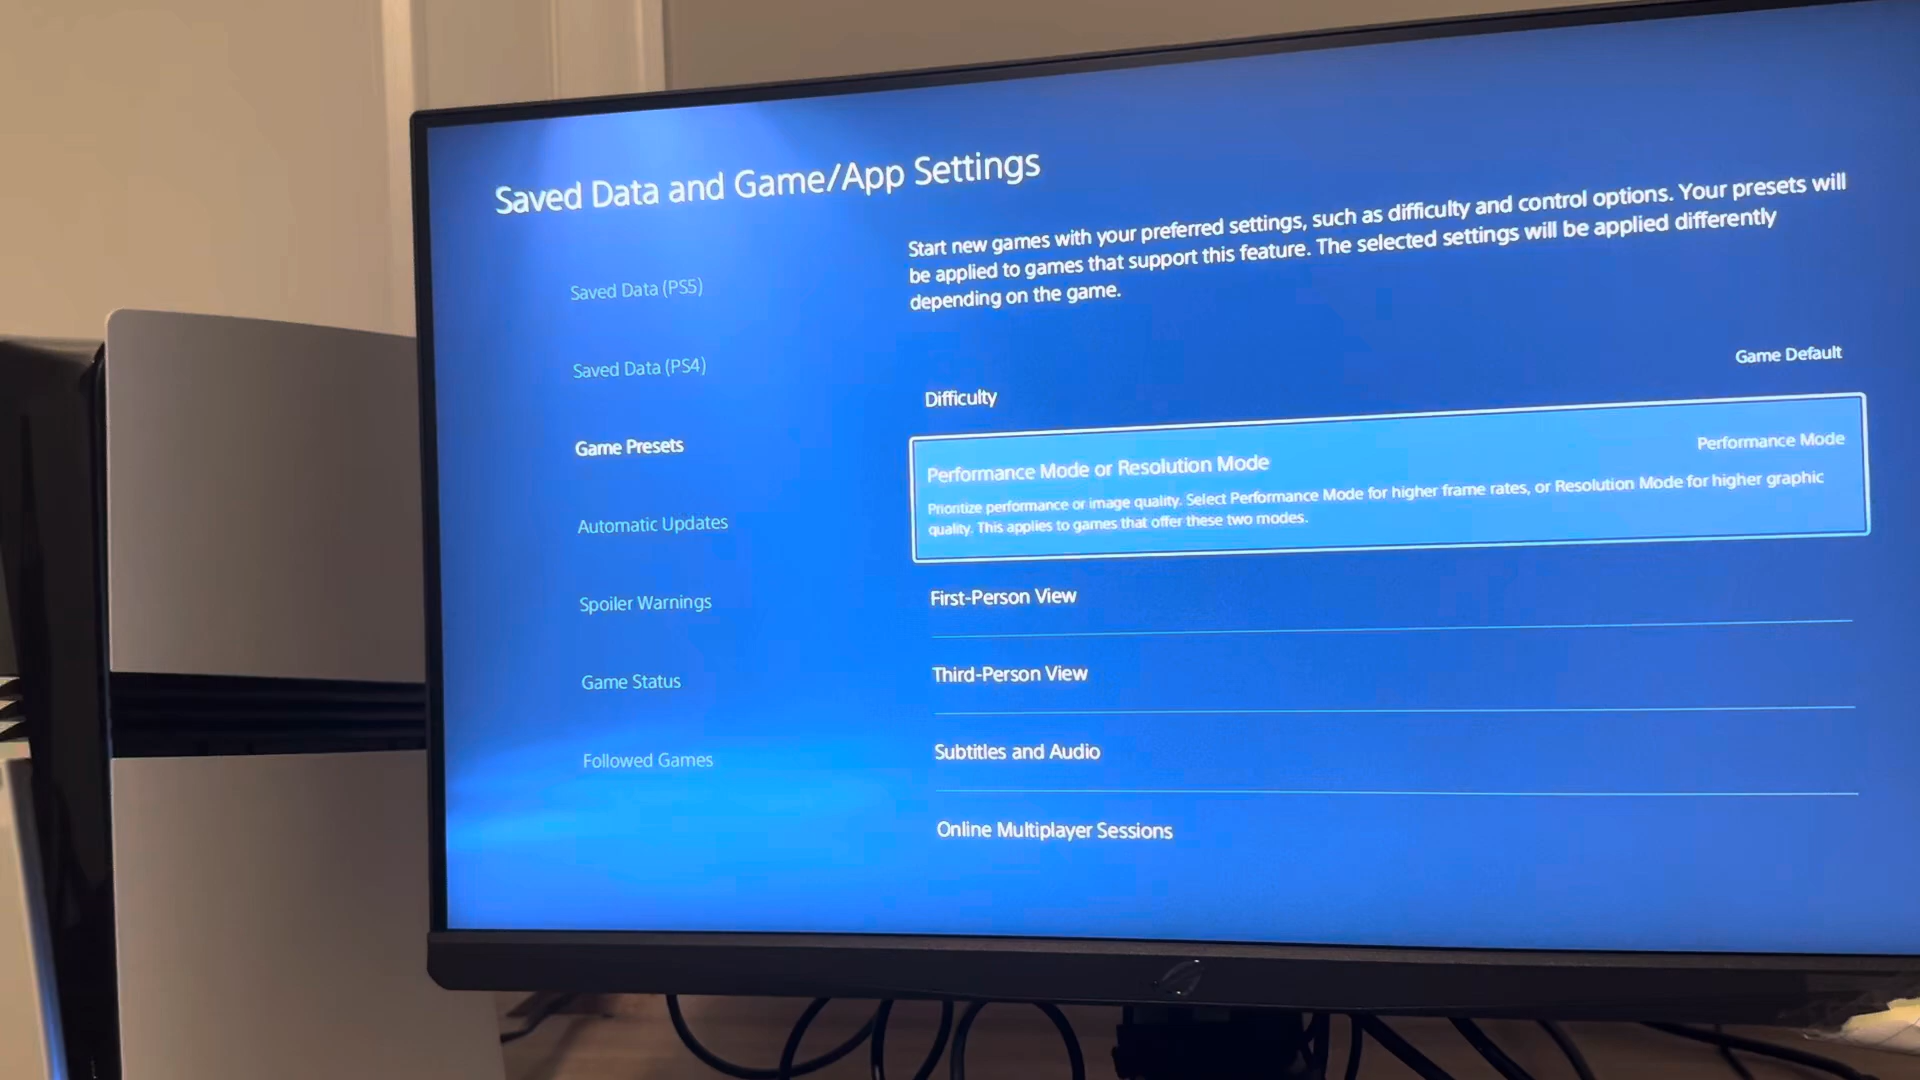 Saved Data and Game/App Settings
Start new games with your preferred settings, such as difficulty and control options. Your presets will
be applied to games that support this feature. The selected settings will be applied differently
depending on the game.
Saved Data (PS5)
Saved Data (PS4)
Game Presets
Automatic Updates
Spoiler Warnings
Game Status
Followed Games
Difficulty
Game Default
Performance Mode or Resolution Mode
Performance Mode
Prioritize performance or image quality. Select Performance Mode for higher frame rates, or Resolution Mode for higher graphic
quality. This applies to games that offer these two modes.
First-Person View
Third-Person View
Subtitles and Audio
Online Multiplayer Sessions